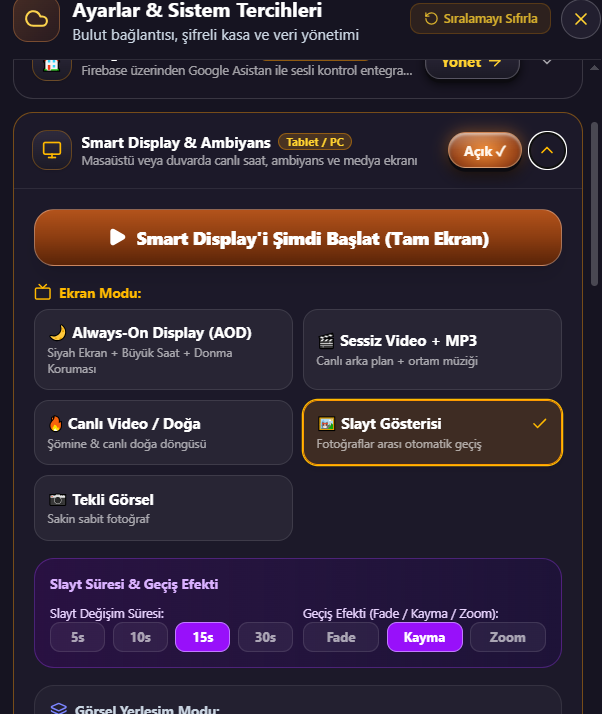 Ayarlar & Sistem Tercihleri
Bulut bağlantısı, şifreli kasa ve veri yönetimi
Sıralamayı Sıfırla
Firebase üzerinden Google Asistan ile sesli kontrol entegra...
Yönet →
Smart Display & Ambiyans
Tablet / PC
Masaüstü veya duvarda canlı saat, ambiyans ve medya ekranı
Açık ✓
Smart Display'i Şimdi Başlat (Tam Ekran)
Ekran Modu:
Always-On Display (AOD)
Siyah Ekran + Büyük Saat + Donma
Koruması
Sessiz Video + MP3
Canlı arka plan + ortam müziği
Canlı Video / Doğa
Şömine & canlı doğa döngüsü
Slayt Gösterisi
Fotoğraflar arası otomatik geçiş
Tekli Görsel
Sakin sabit fotoğraf
Slayt Süresi & Geçiş Efekti
Slayt Değişim Süresi:
5s
10s
15s
30s
Geçiş Efekti (Fade / Kayma / Zoom):
Fade
Kayma
Zoom
Görsel Yerleşim Modu: